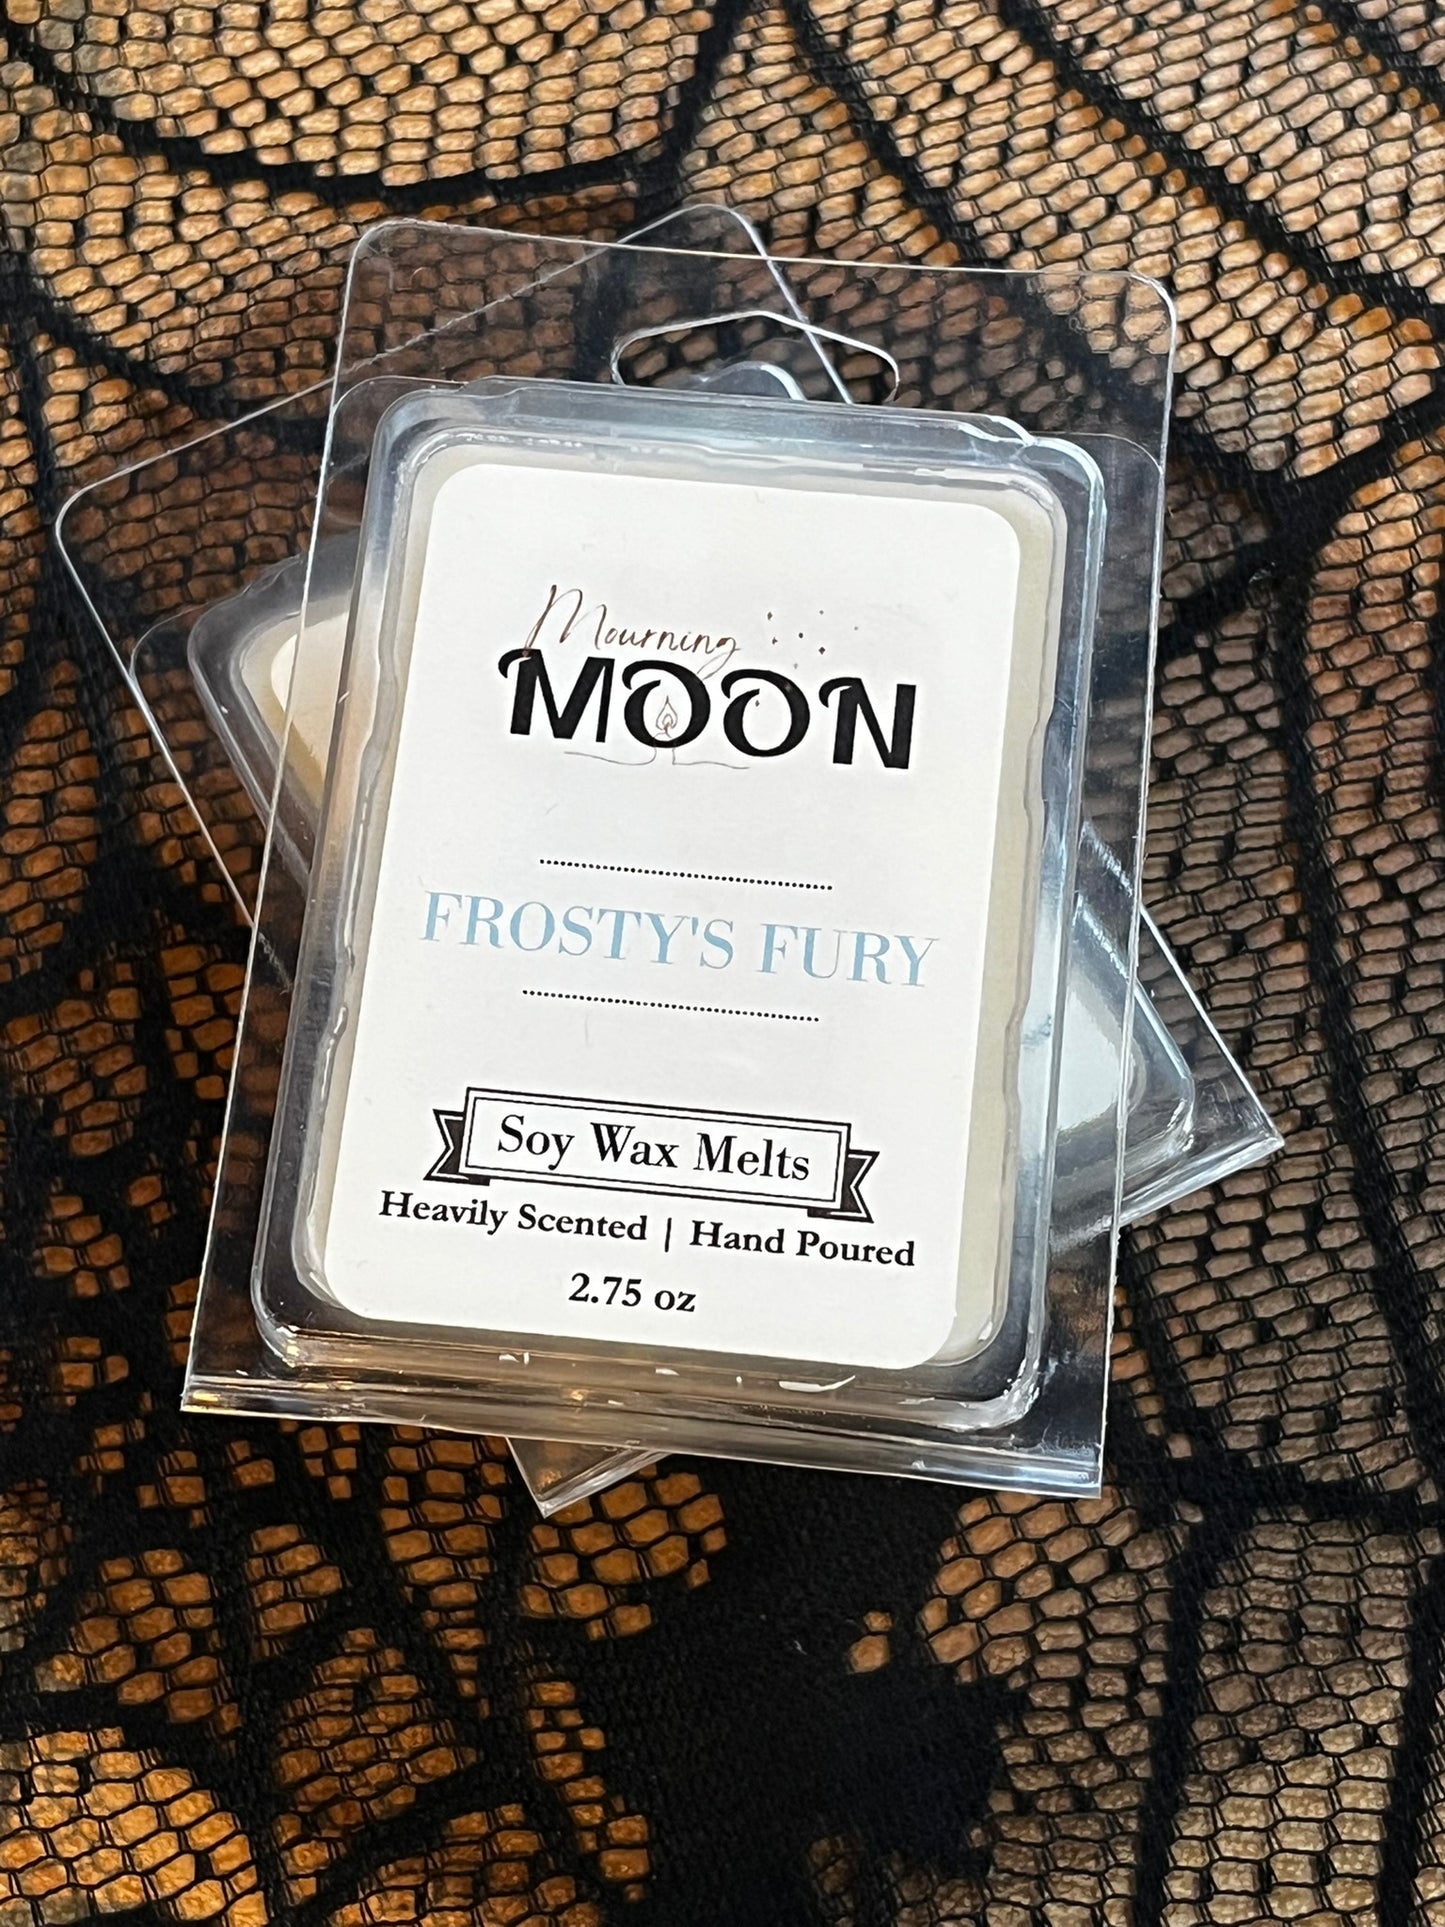 Mourning
MOON
FROSTY'S FURY
Soy Wax Melts
Heavily Scented | Hand Poured
2.75 oz